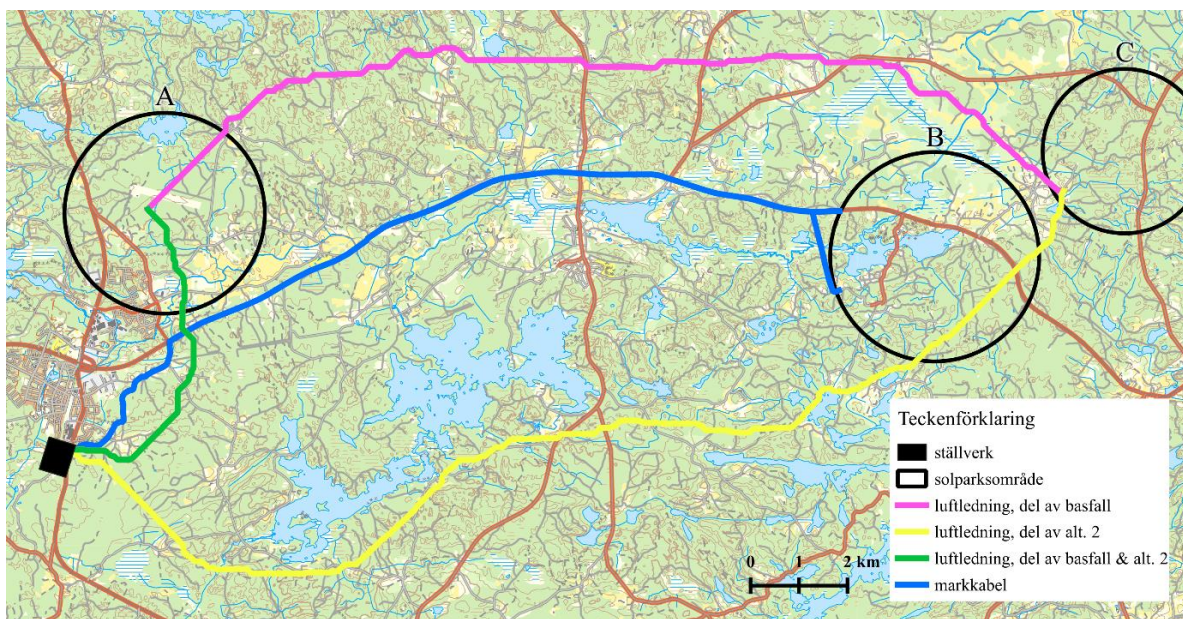 A
C
B
Teckenförklaring
ställverk
solparksområde
luftledning, del av basfall
luftledning, del av alt. 2
luftledning, del av basfall & alt. 2
markkabel
0 1 2 km